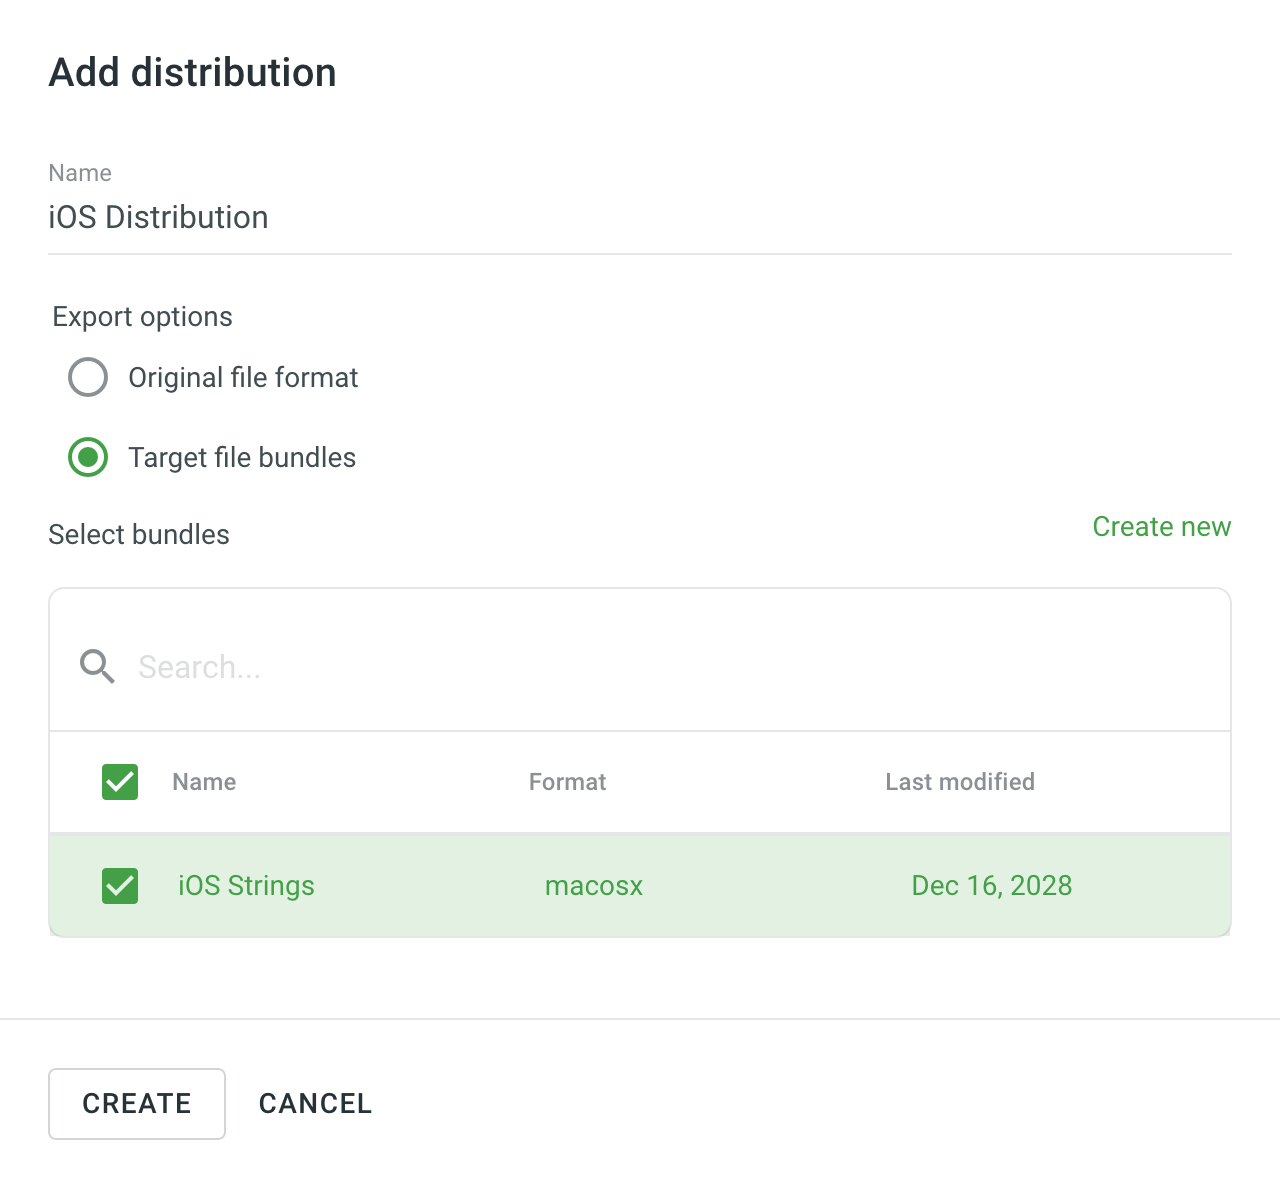 Add distribution
Name
iOS Distribution
Export options
Original file format
Target file bundles
Select bundles
Create new
Search...
Name Format Last modified
iOS Strings macosx Dec 16, 2028
CREATE CANCEL